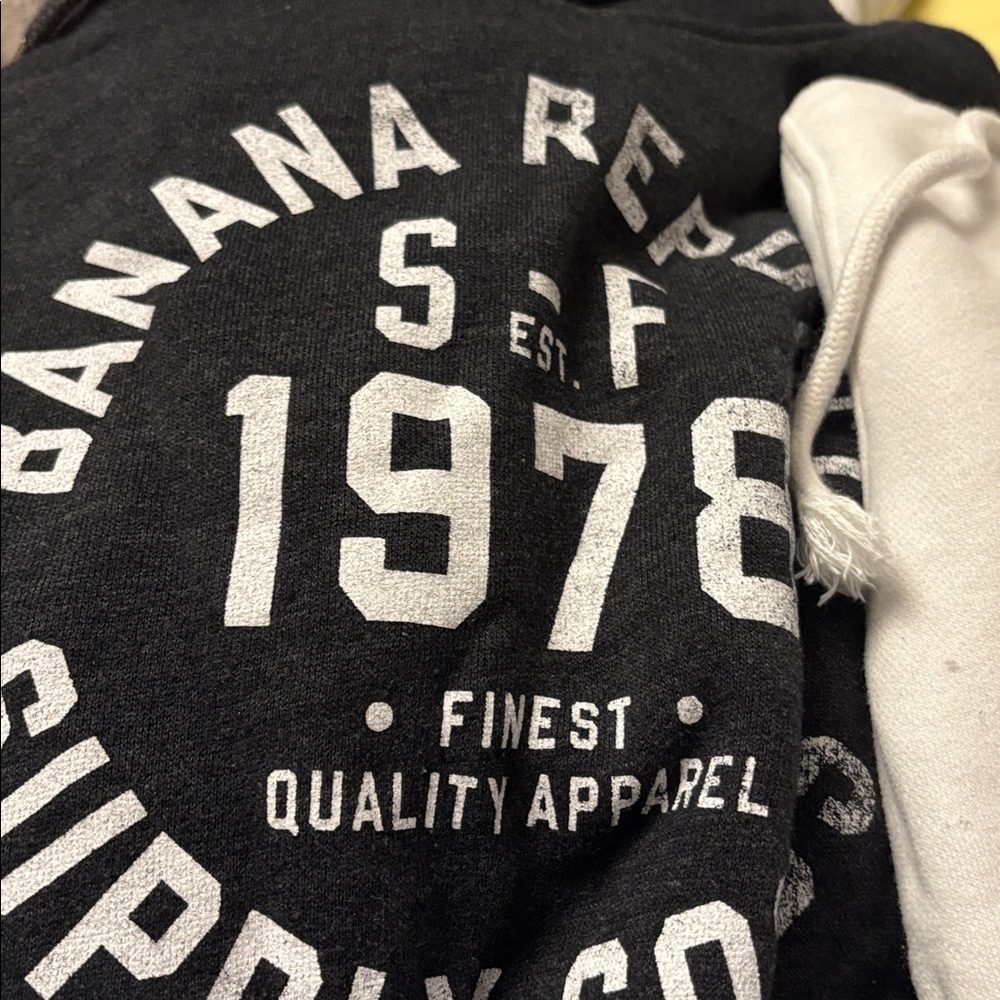 BANANA REPU
S - F
EST.
1978
• FINEST •
QUALITY APPAREL
SUPPLY CO